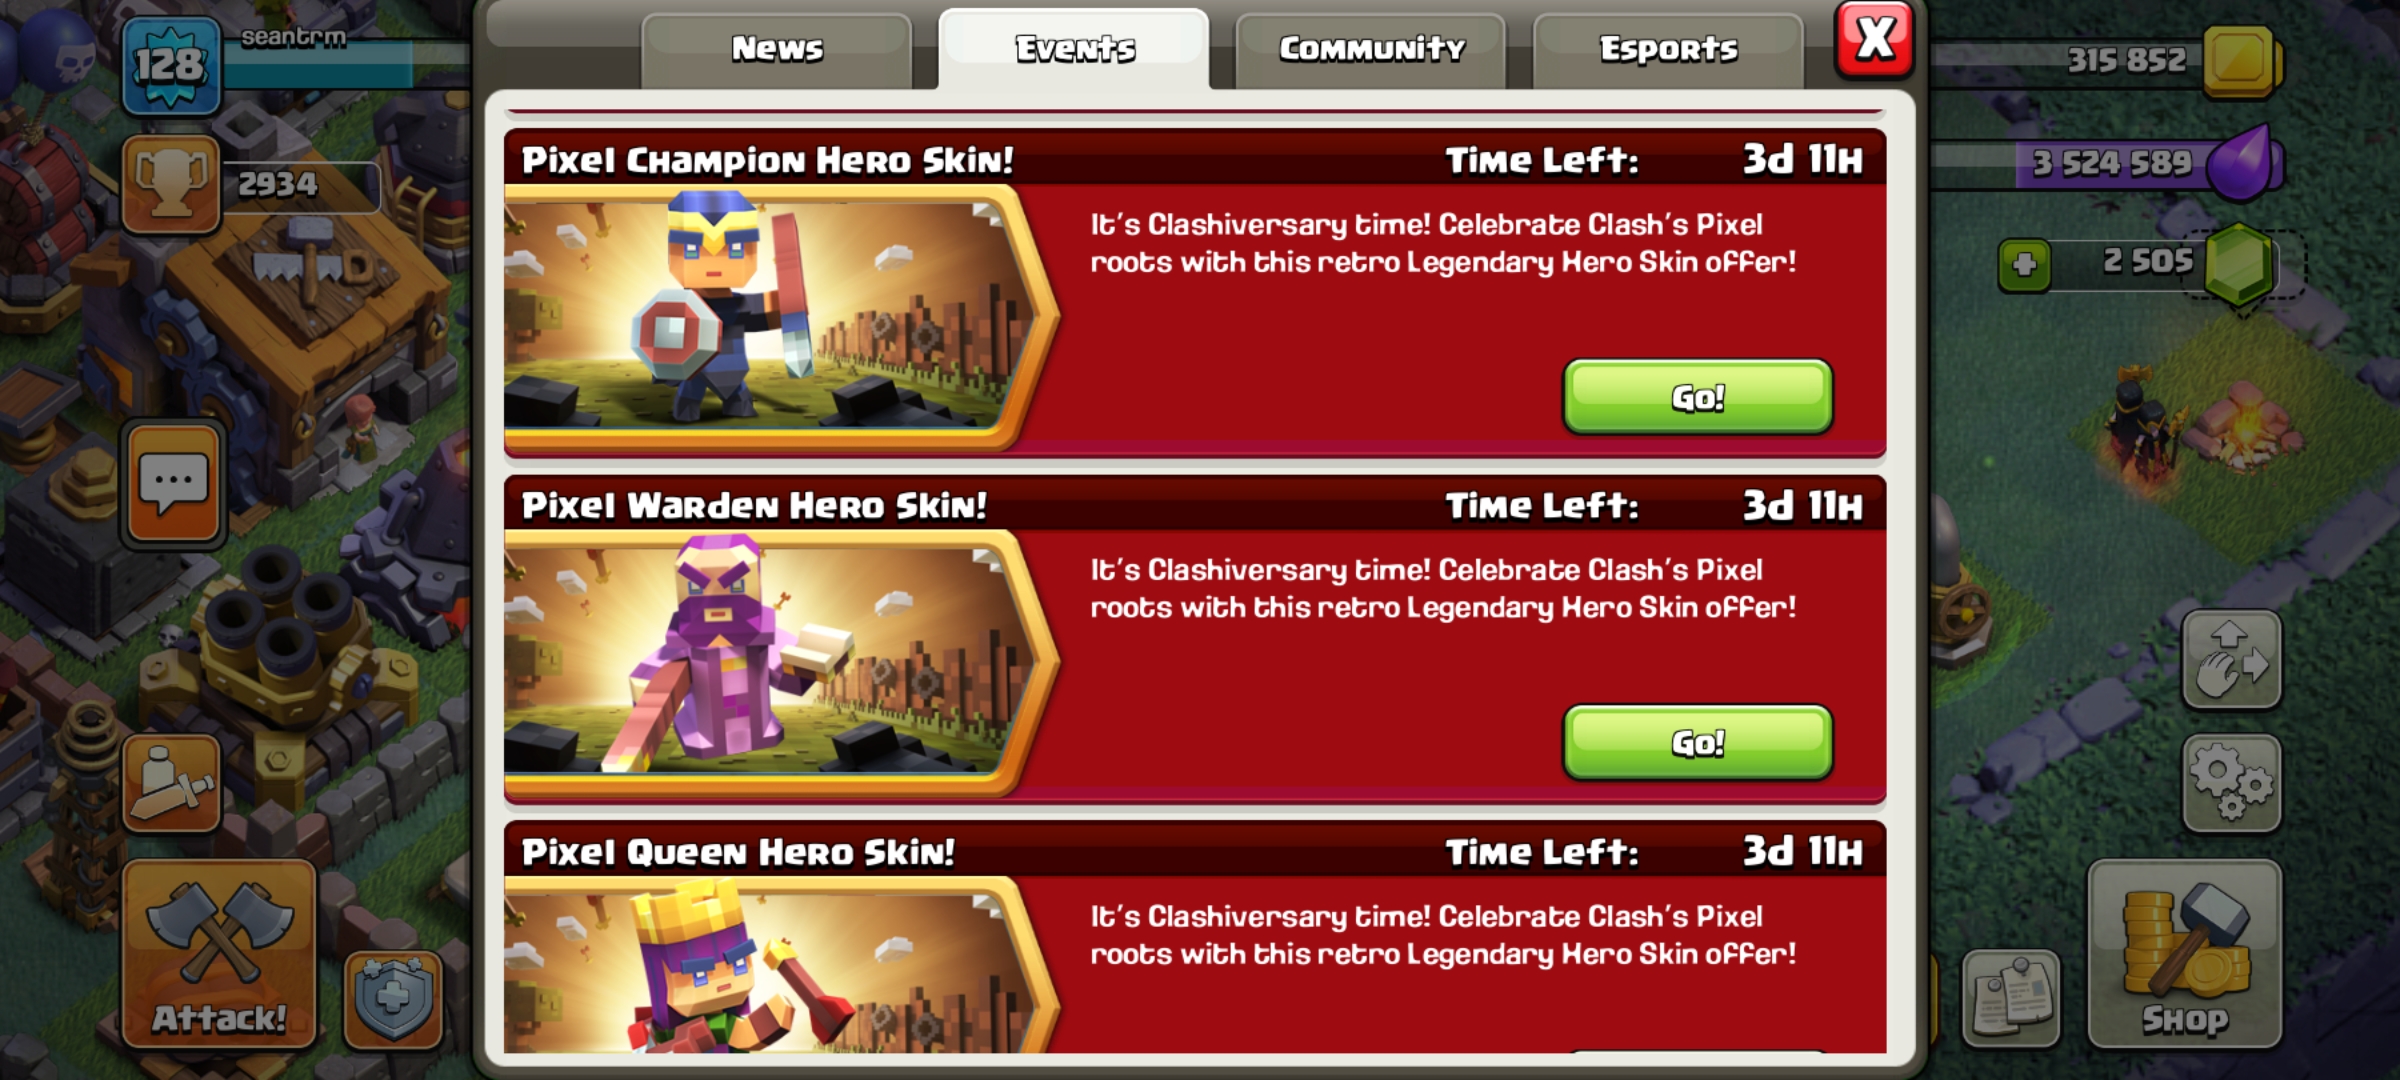 128
seantrm
2934
News
Events
Community
Esports
X
315 852
3 524 589
2 505
Pixel Champion Hero Skin!
Time Left: 3d 11H
It's Clashiversary time! Celebrate Clash's Pixel
roots with this retro Legendary Hero Skin offer!
Go!
Pixel Warden Hero Skin!
Time Left: 3d 11H
It's Clashiversary time! Celebrate Clash's Pixel
roots with this retro Legendary Hero Skin offer!
Go!
Pixel Queen Hero Skin!
Time Left: 3d 11H
It's Clashiversary time! Celebrate Clash's Pixel
roots with this retro Legendary Hero Skin offer!
Attack!
Shop